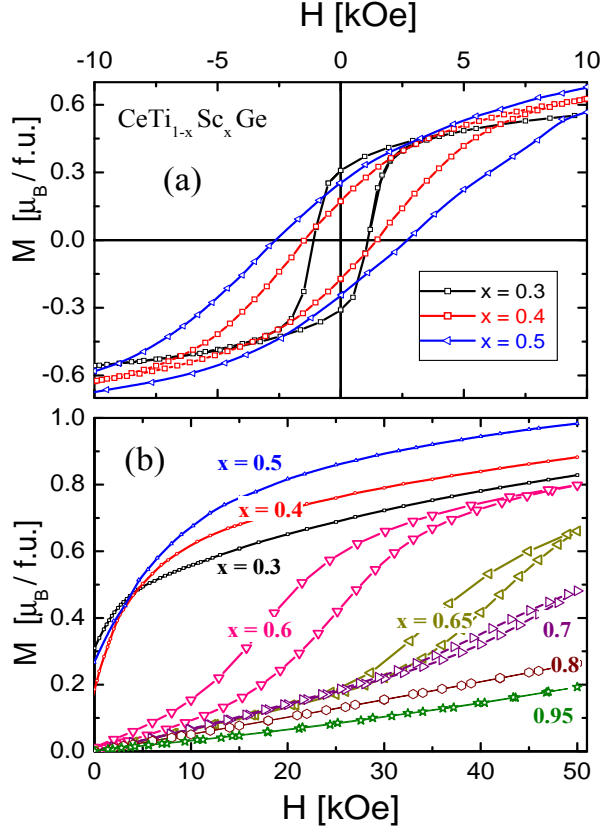 H [kOe]
-10 -5 0 5 10
0.6
0.3
0.0
-0.3
-0.6
M [μB / f.u.]
CeTi1-xScxGe
(a)
x = 0.3
x = 0.4
x = 0.5
1.0
0.8
0.6
0.4
0.2
0.0
M [μB / f.u.]
(b)
x = 0.5
x = 0.4
x = 0.3
x = 0.6
x = 0.65
0.7
0.8
0.95
0 10 20 30 40 50
H [kOe]